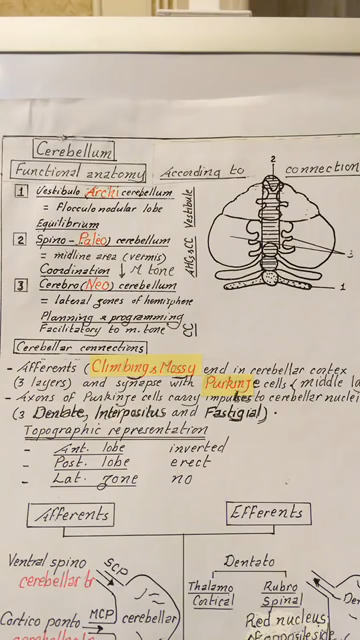 Cerebellum
Functional anatomy According to connection
1 Vestibulo Archi cerebellum
= Flocculo nodular lobe
Equilibrium
2 Spino - Paleo cerebellum
= midline area (vermis)
Coordination ↓ M tone
3 Cerebro (Neo) cerebellum
= lateral zones of hemisphere
Planning & programming
Facilitatory to m. tone
Vestibule
AHCs & CC
2
3
1
Cerebellar connections
- Afferents (Climbing & Mossy end in cerebellar cortex
(3 layers) and synapse with Purkinje cells (middle la
- Axons of Purkinje cells carry impulses to cerebellar nuclei
(3 Dentate, Interpositus and Fastigial).
Topographic representation
- Ant. lobe inverted
- Post. lobe erect
- Lat. zone no
Afferents
Efferents
Ventral spino
cerebellar tr
SCP
Cortico ponto
MCP
cerebellar
Dentato
Thalamo
Cortical
Rubro
Spinal
Red nucleus